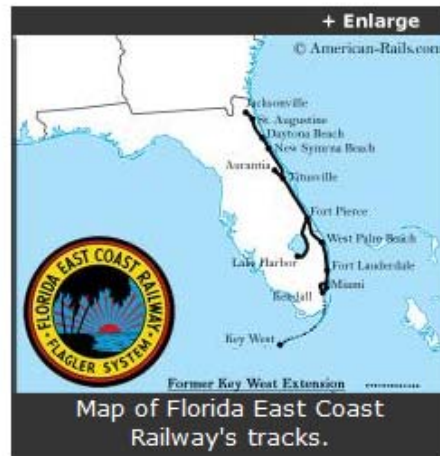 + Enlarge
© American-Rails.com
Jacksonville
St. Augustine
Daytona Beach
New Symrna Beach
Aurantia
Titusville
Fort Pierce
West Palm Beach
Lake Harbor
Fort Lauderdale
Miami
Kendall
Key West
FLORIDA EAST COAST RAILWAY
FLAGLER SYSTEM
Former Key West Extension
Map of Florida East Coast
Railway's tracks.